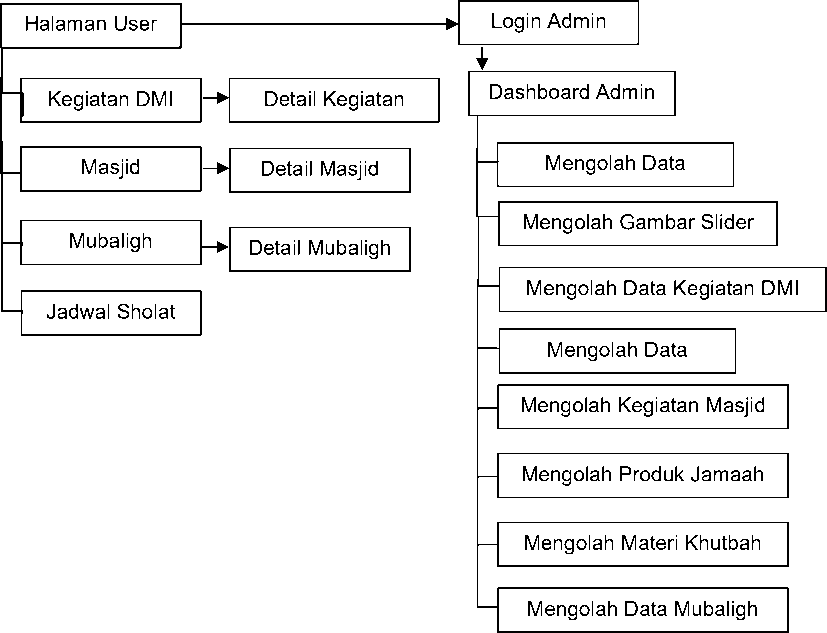 Halaman User
Login Admin
Kegiatan DMI
Detail Kegiatan
Masjid
Detail Masjid
Mubaligh
Detail Mubaligh
Jadwal Sholat
Dashboard Admin
Mengolah Data
Mengolah Gambar Slider
Mengolah Data Kegiatan DMI
Mengolah Data
Mengolah Kegiatan Masjid
Mengolah Produk Jamaah
Mengolah Materi Khutbah
Mengolah Data Mubaligh